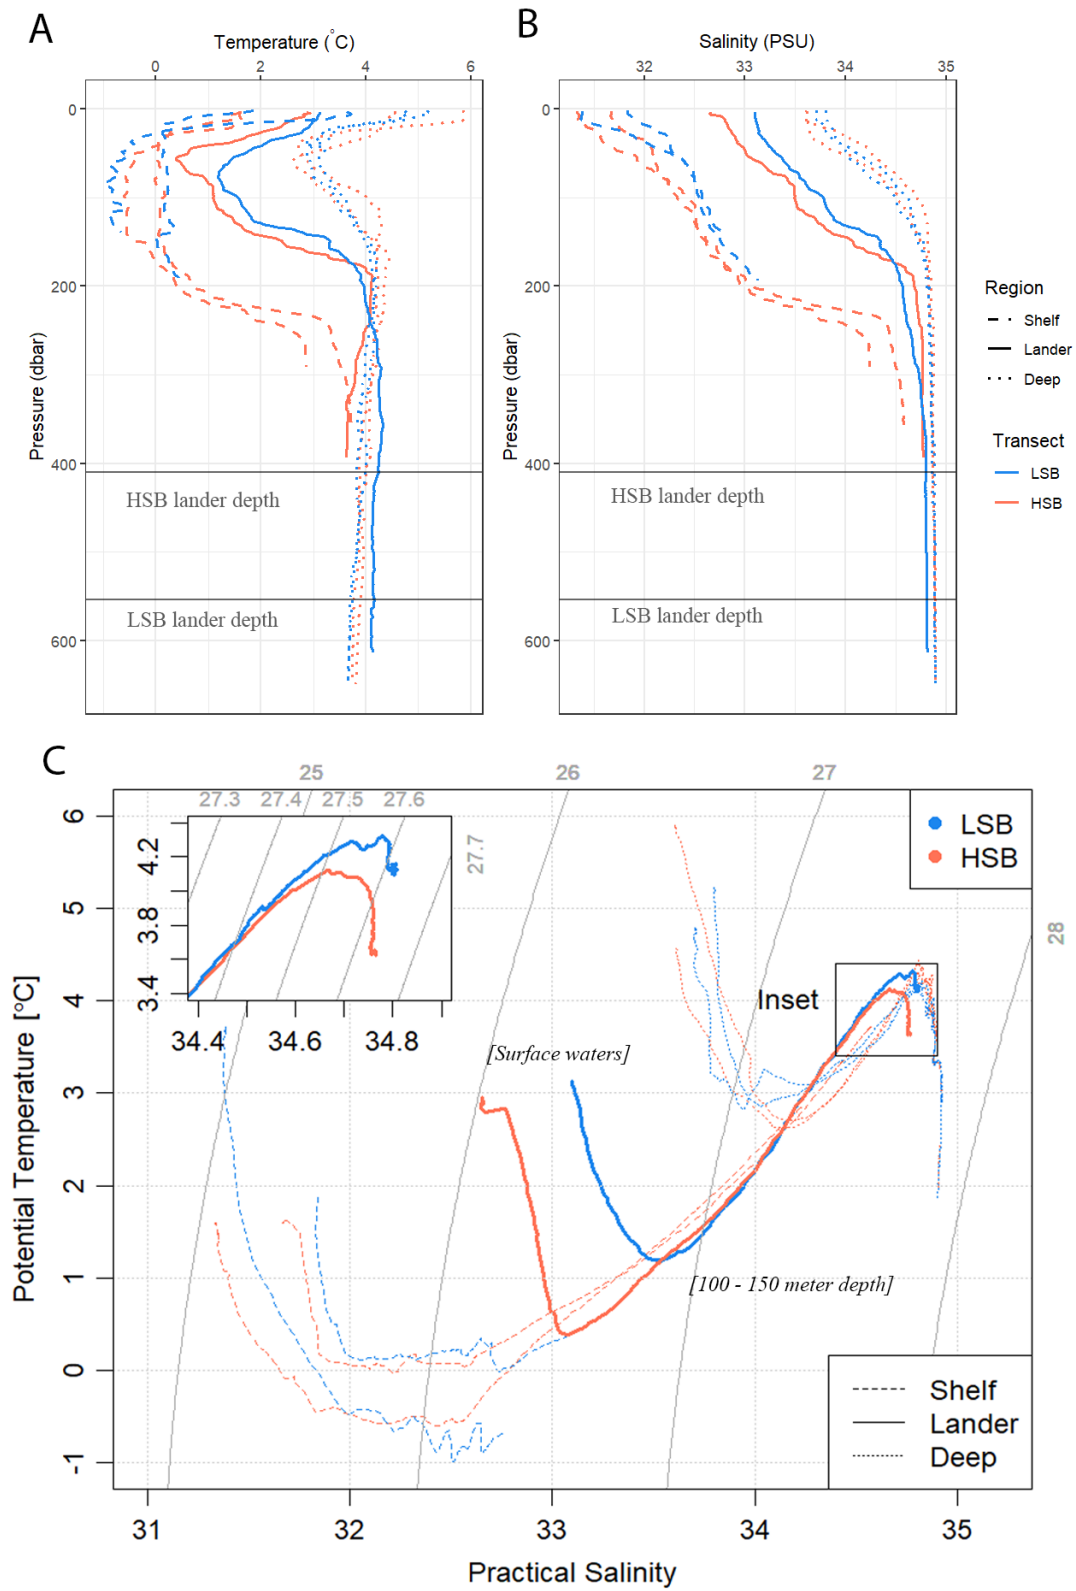 A
B
Temperature (°C)
Salinity (PSU)
0 2 4 6
32 33 34 35
0
200
400
600
Pressure (dbar)
HSB lander depth
LSB lander depth
0
200
400
600
Pressure (dbar)
HSB lander depth
LSB lander depth
Region
Shelf
Lander
Deep
Transect
LSB
HSB
C
25 26 27
28
27.3 27.4 27.5 27.6
27.7
4.2
3.8
3.4
34.4 34.6 34.8
LSB
HSB
Inset
[Surface waters]
[100 - 150 meter depth]
Shelf
Lander
Deep
6
5
4
3
2
1
0
-1
Potential Temperature [°C]
31 32 33 34 35
Practical Salinity